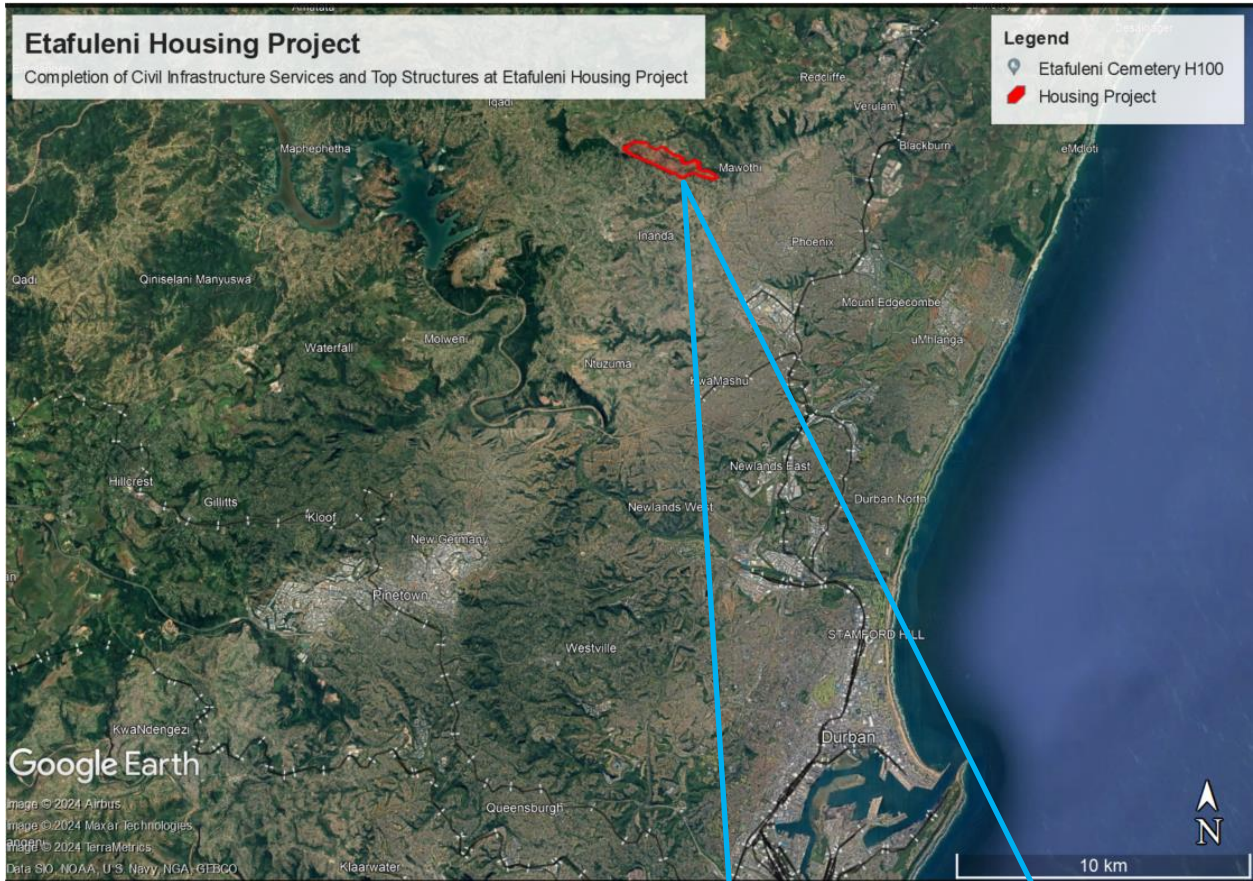 Etafuleni Housing Project
Completion of Civil Infrastructure Services and Top Structures at Etafuleni Housing Project
Legend
Etafuleni Cemetery H100
Housing Project
Redcliffe
Iqadi
Verulam
Maphephetha
Blackburn
eMdloti
Mawothi
Inanda
Phoenix
Qadi
Qiniselani Manyuswa
Mount Edgecombe
uMhlanga
Molweni
Waterfall
Ntuzuma
KwaMashu
Newlands East
Hillcrest
Gillitts
Durban North
Newlands West
Kloof
New Germany
Pinetown
STAMFORD HILL
Westville
KwaNdengezi
Durban
Google Earth
Image © 2024 Airbus
Queensburgh
Image © 2024 Maxar Technologies
Image © 2024 TerraMetrics
Klaarwater
Data SIO, NOAA, U.S. Navy, NGA, GEBCO
N
10 km